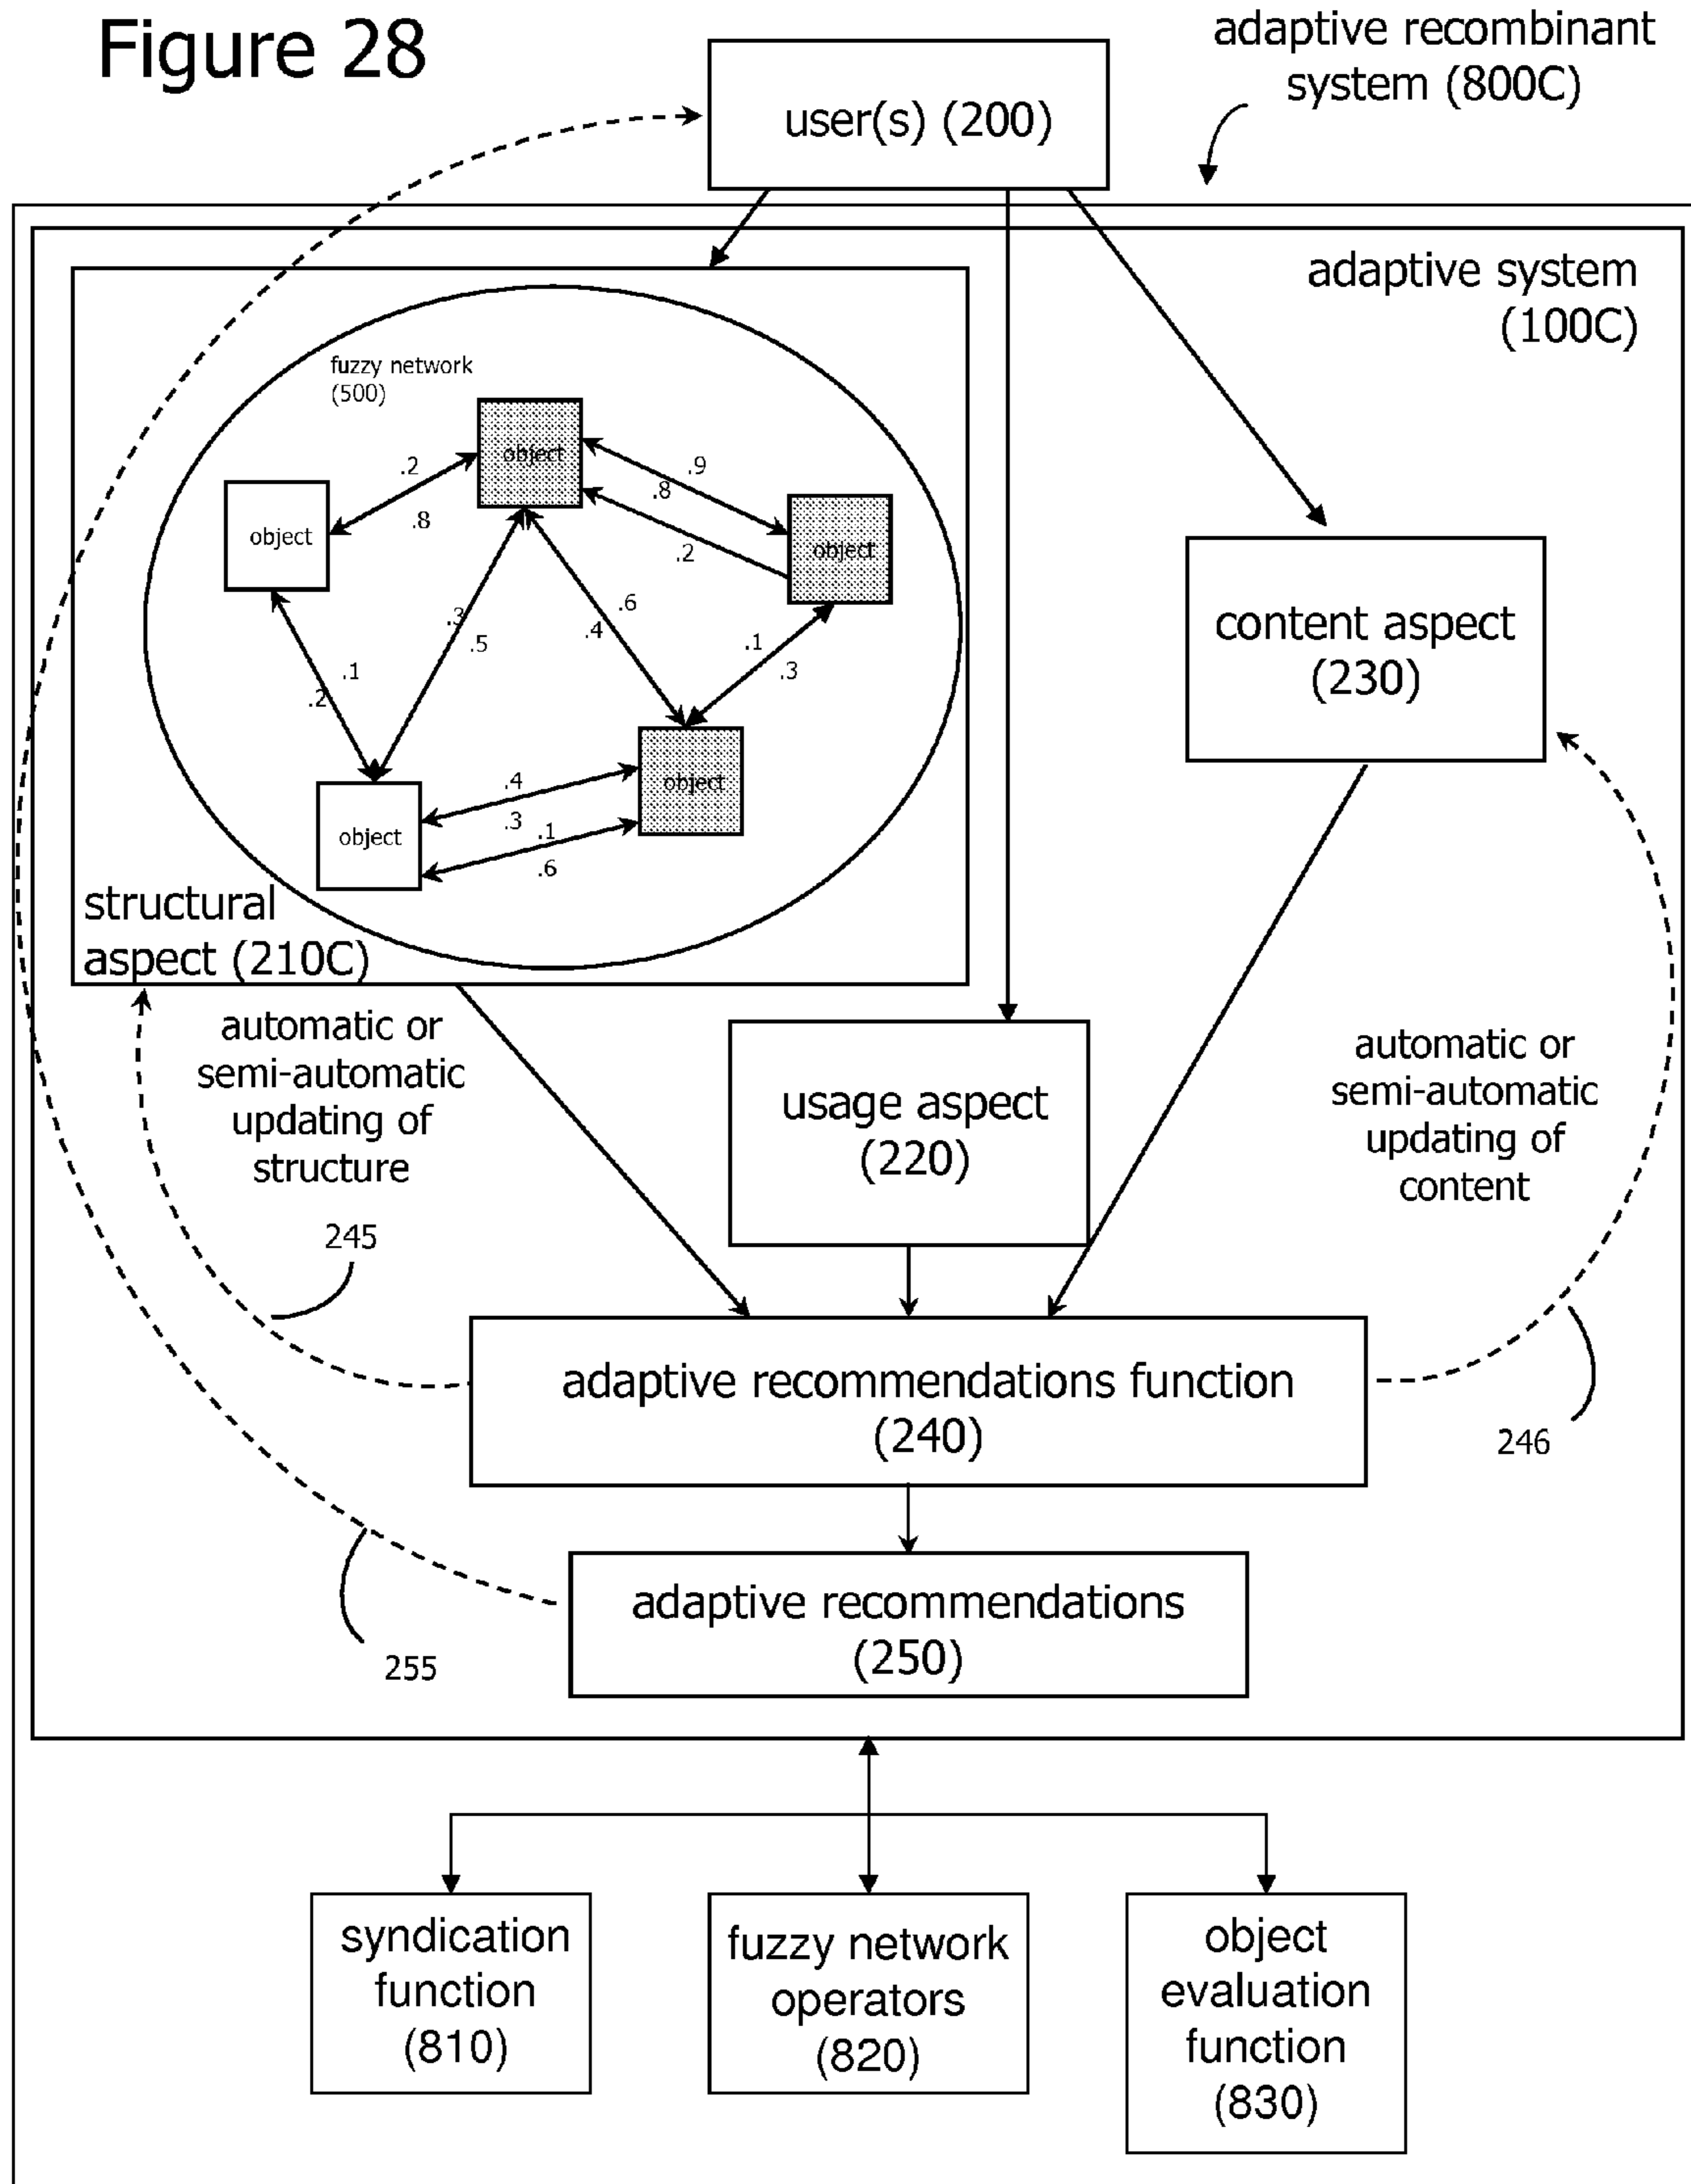 Figure 28
adaptive recombinant
system (800C)
user(s) (200)
adaptive system
(100C)
fuzzy network
(500)
object
.2
.8
object
.9
.8
.2
object
.3
.5
.6
.4
.1
.3
.1
.2
object
.4
.3
.1
.6
object
structural
aspect (210C)
content aspect
(230)
automatic or
semi-automatic
updating of
structure
245
usage aspect
(220)
automatic or
semi-automatic
updating of
content
246
adaptive recommendations function
(240)
adaptive recommendations
(250)
255
syndication
function
(810)
fuzzy network
operators
(820)
object
evaluation
function
(830)